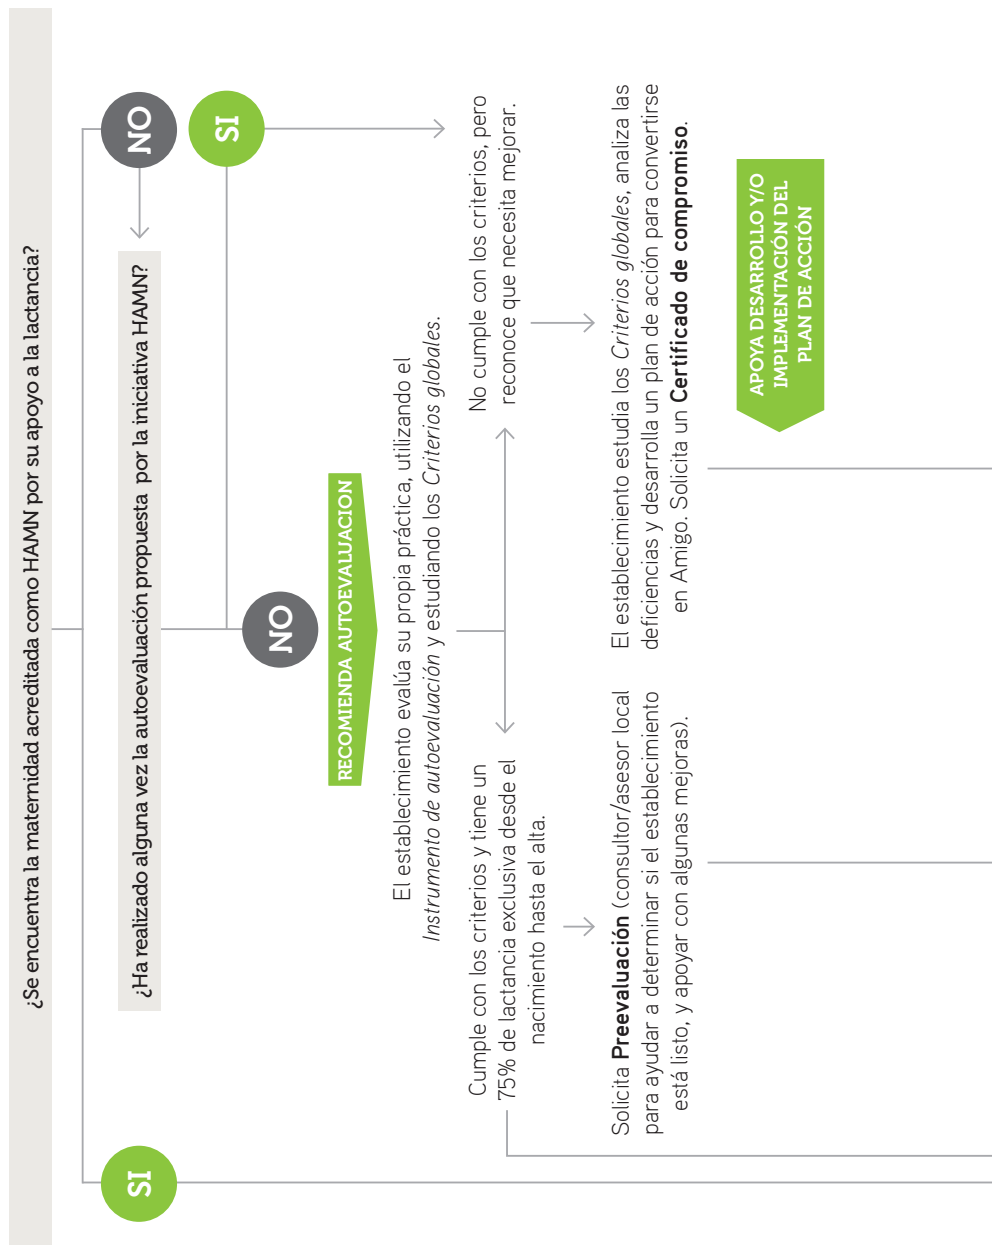 ¿Se encuentra la maternidad acreditada como HAMN por su apoyo a la lactancia?
SI
NO
¿Ha realizado alguna vez la autoevaluación propuesta por la iniciativa HAMN?
SI
NO
RECOMIENDA AUTOEVALUACION
El establecimiento evalúa su propia práctica, utilizando el
Instrumento de autoevaluación y estudiando los Criterios globales.
Cumple con los criterios y tiene un
75% de lactancia exclusiva desde el
nacimiento hasta el alta.
No cumple con los criterios, pero
reconoce que necesita mejorar.
Solicita Preevaluación (consultor/asesor local
para ayudar a determinar si el establecimiento
está listo, y apoyar con algunas mejoras).
El establecimiento estudia los Criterios globales, analiza las
deficiencias y desarrolla un plan de acción para convertirse
en Amigo. Solicita un Certificado de compromiso.
APOYA DESARROLLO Y/O
IMPLEMENTACIÓN DEL
PLAN DE ACCIÓN